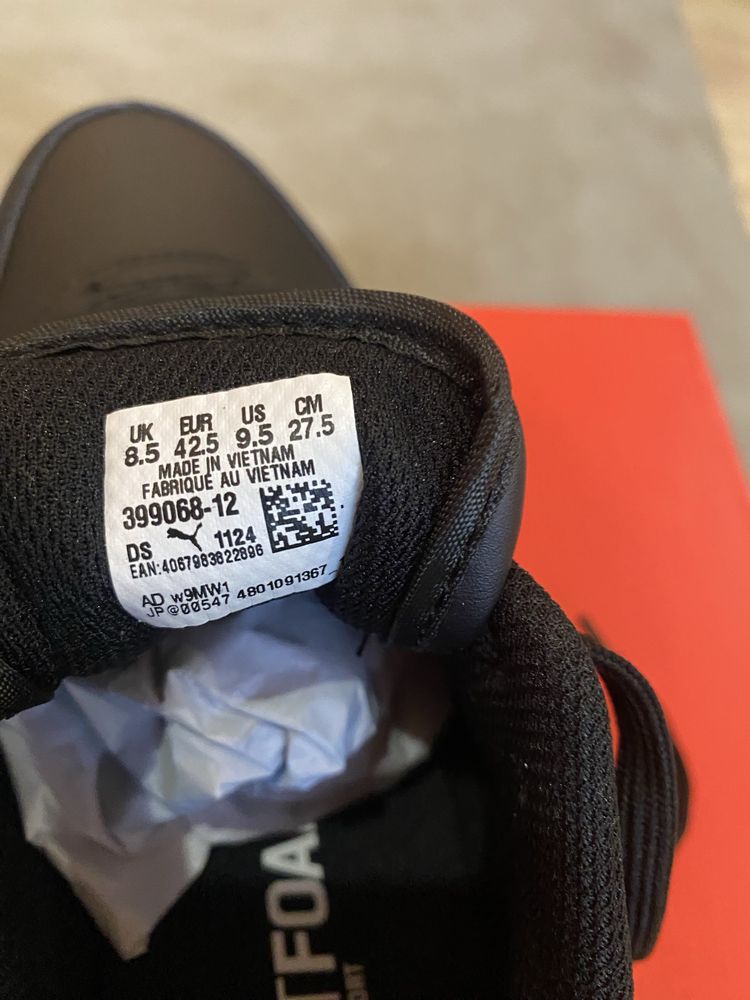 UK EUR US CM
8.5 42.5 9.5 27.5
MADE IN VIETNAM
FABRIQUE AU VIETNAM
399068-12
DS 1124
EAN:4067983822896
AD W9MW1
JP@00547 4801091367
TFOA